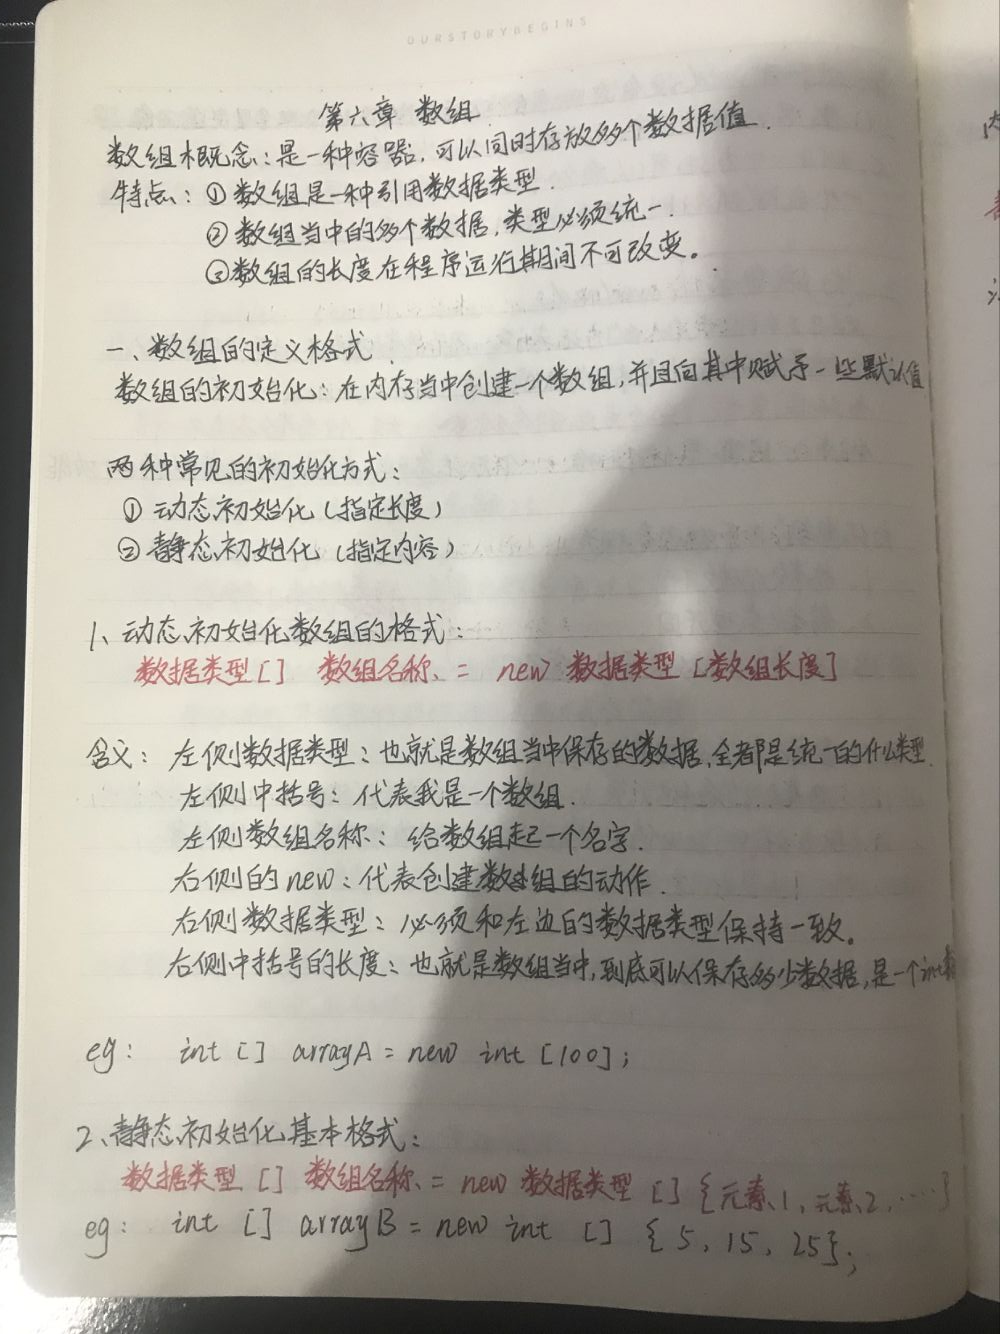 OURSTORYBEGINS
第六章 数组
数组概念：是一种容器，可以同时存放多个数据值．
特点：① 数组是一种引用数据类型．
② 数组当中的多个数据，类型必须统一．
③数组的长度在程序运行期间不可改变。
一、数组的定义格式
数组的初始化：在内存当中创建一个数组，并且向其中赋予一些默认值
两种常见的初始化方式：
① 动态初始化（指定长度）
② 静态初始化（指定内容）
1、动态初始化数组的格式：
数据类型[] 数组名称 = new 数据类型 [数组长度]
含义：左侧数据类型：也就是数组当中保存的数据，全都是统一的什么类型．
左侧中括号：代表我是一个数组．
左侧数组名称：给数组起一个名字．
右侧的new：代表创建数组的动作．
右侧数据类型：必须和左边的数据类型保持一致。
右侧中括号的长度：也就是数组当中，到底可以保存多少数据，是一个int
eg： int [] arrayA = new int [100];
2、静态初始化基本格式：
数据类型 [] 数组名称 = new 数据类型 [] {元素1，元素2，……}
eg： int [] arrayB = new int [] {5，15，25};